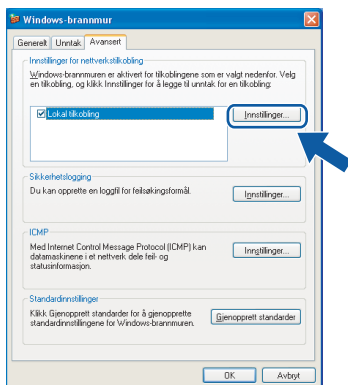 Windows-brannmur
Generelt Unntak Avansert
Innstillinger for nettverkstilkobling
Windows-brannmuren er aktivert for tilkoblingene som er valgt nedenfor. Velg
en tilkobling, og klikk Innstillinger for å legge til unntak for en tilkobling:
Lokal tilkobling
Innstillinger...
Sikkerhetslogging
Du kan opprette en loggfil for feilsøkingsformål.
Innstillinger...
ICMP
Med Internet Control Message Protocol (ICMP) kan
datamaskinene i et nettverk dele feil- og
statusinformasjon.
Innstillinger...
Standardinnstillinger
Klikk Gjenopprett standarder for å gjenopprette
standardinnstillingene for Windows-brannmuren.
Gjenopprett standarder
OK Avbryt